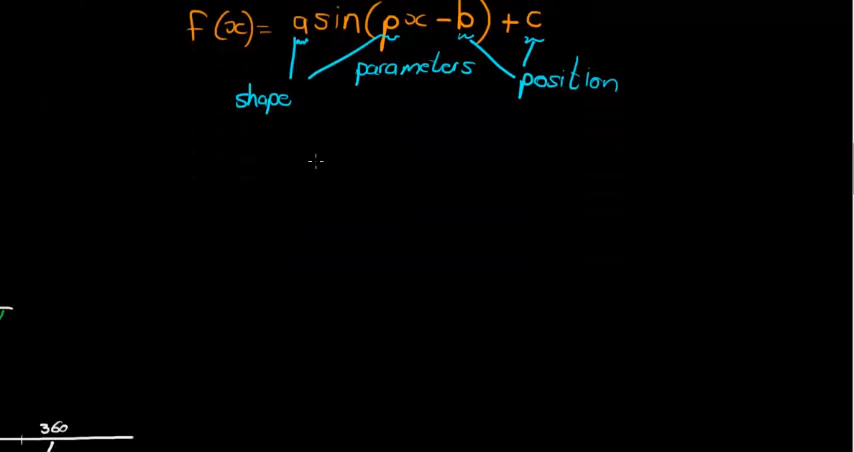 f(x)= a sin(px - b) + c
parameters
shape
position
360